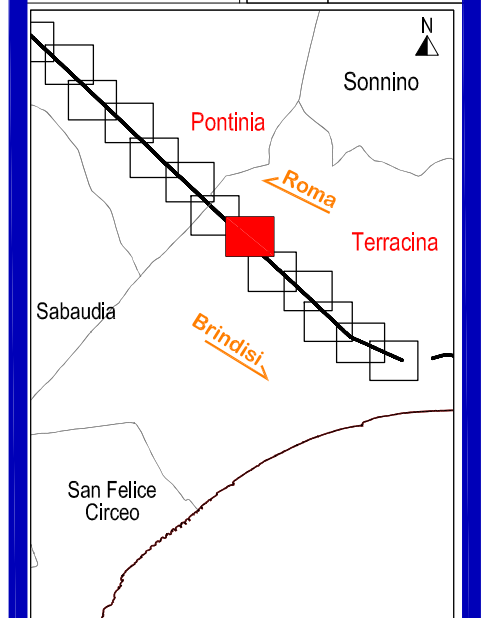 N
Sonnino
Pontinia
Roma
Terracina
Sabaudia
Brindisi
San Felice
Circeo